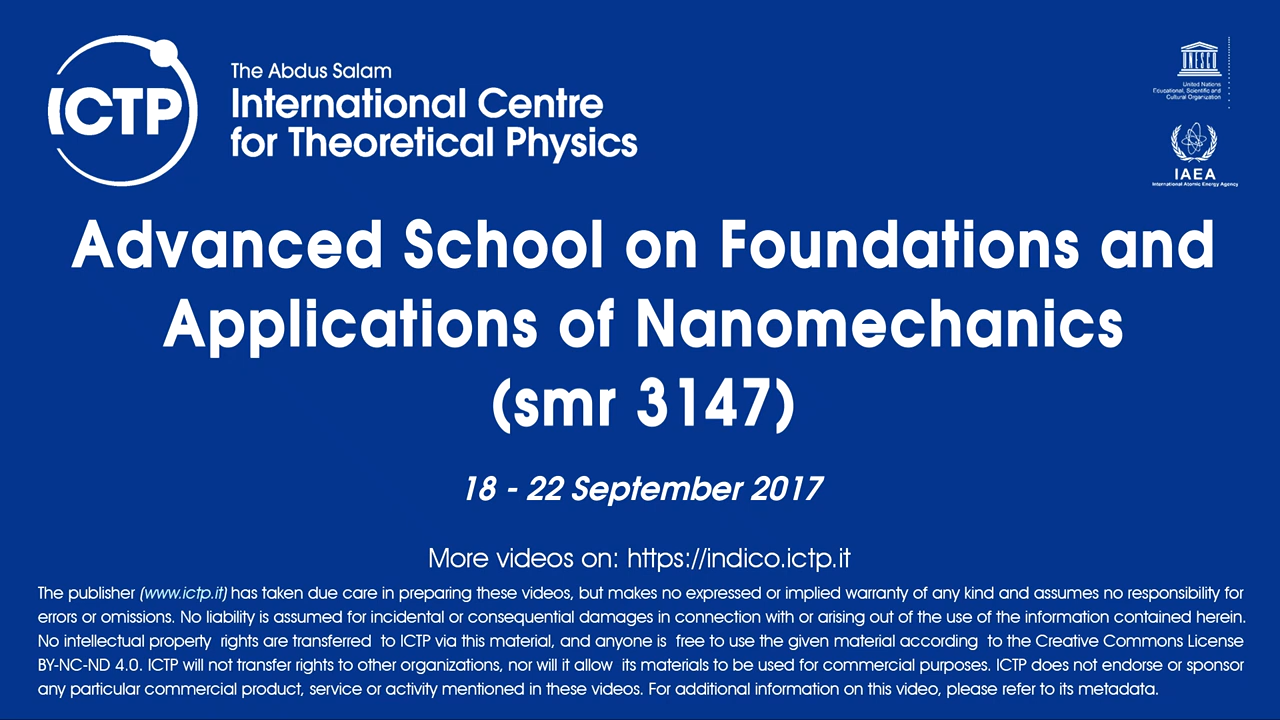 ICTP
The Abdus Salam
International Centre
for Theoretical Physics
UNESCO
United Nations
Educational, Scientific and
Cultural Organization
IAEA
International Atomic Energy Agency
Advanced School on Foundations and
Applications of Nanomechanics
(smr 3147)
18 - 22 September 2017
More videos on: https://indico.ictp.it
The publisher (www.ictp.it) has taken due care in preparing these videos, but makes no expressed or implied warranty of any kind and assumes no responsibility for
errors or omissions. No liability is assumed for incidental or consequential damages in connection with or arising out of the use of the information contained herein.
No intellectual property rights are transferred to ICTP via this material, and anyone is free to use the given material according to the Creative Commons License
BY-NC-ND 4.0. ICTP will not transfer rights to other organizations, nor will it allow its materials to be used for commercial purposes. ICTP does not endorse or sponsor
any particular commercial product, service or activity mentioned in these videos. For additional information on this video, please refer to its metadata.